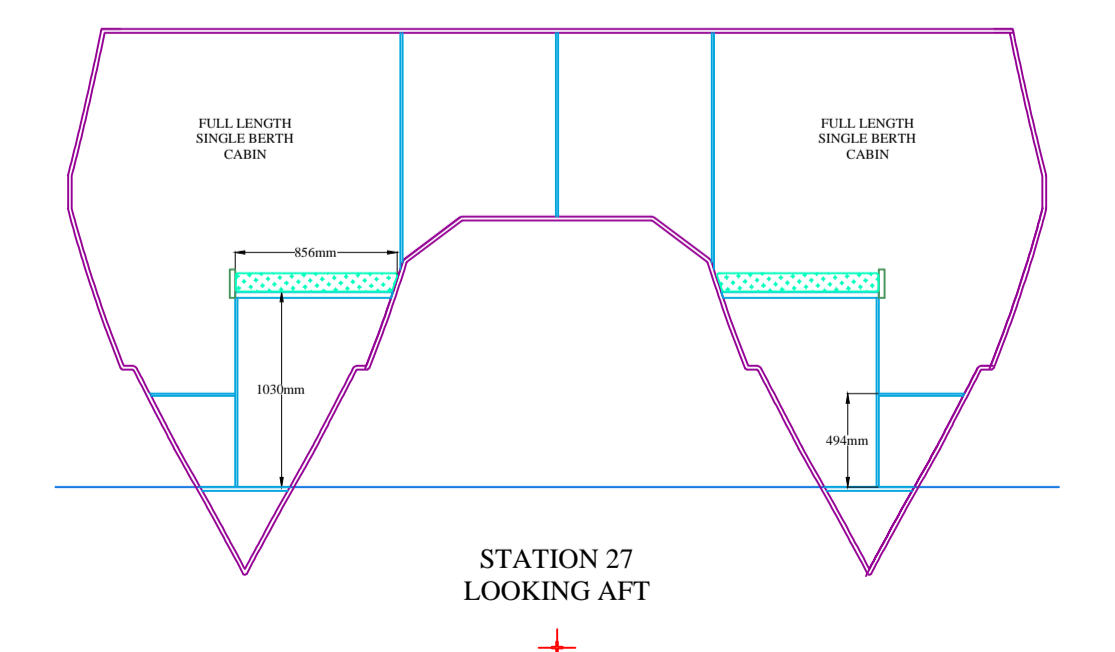 FULL LENGTH
SINGLE BERTH
CABIN
FULL LENGTH
SINGLE BERTH
CABIN
856mm
1030mm
494mm
STATION 27
LOOKING AFT